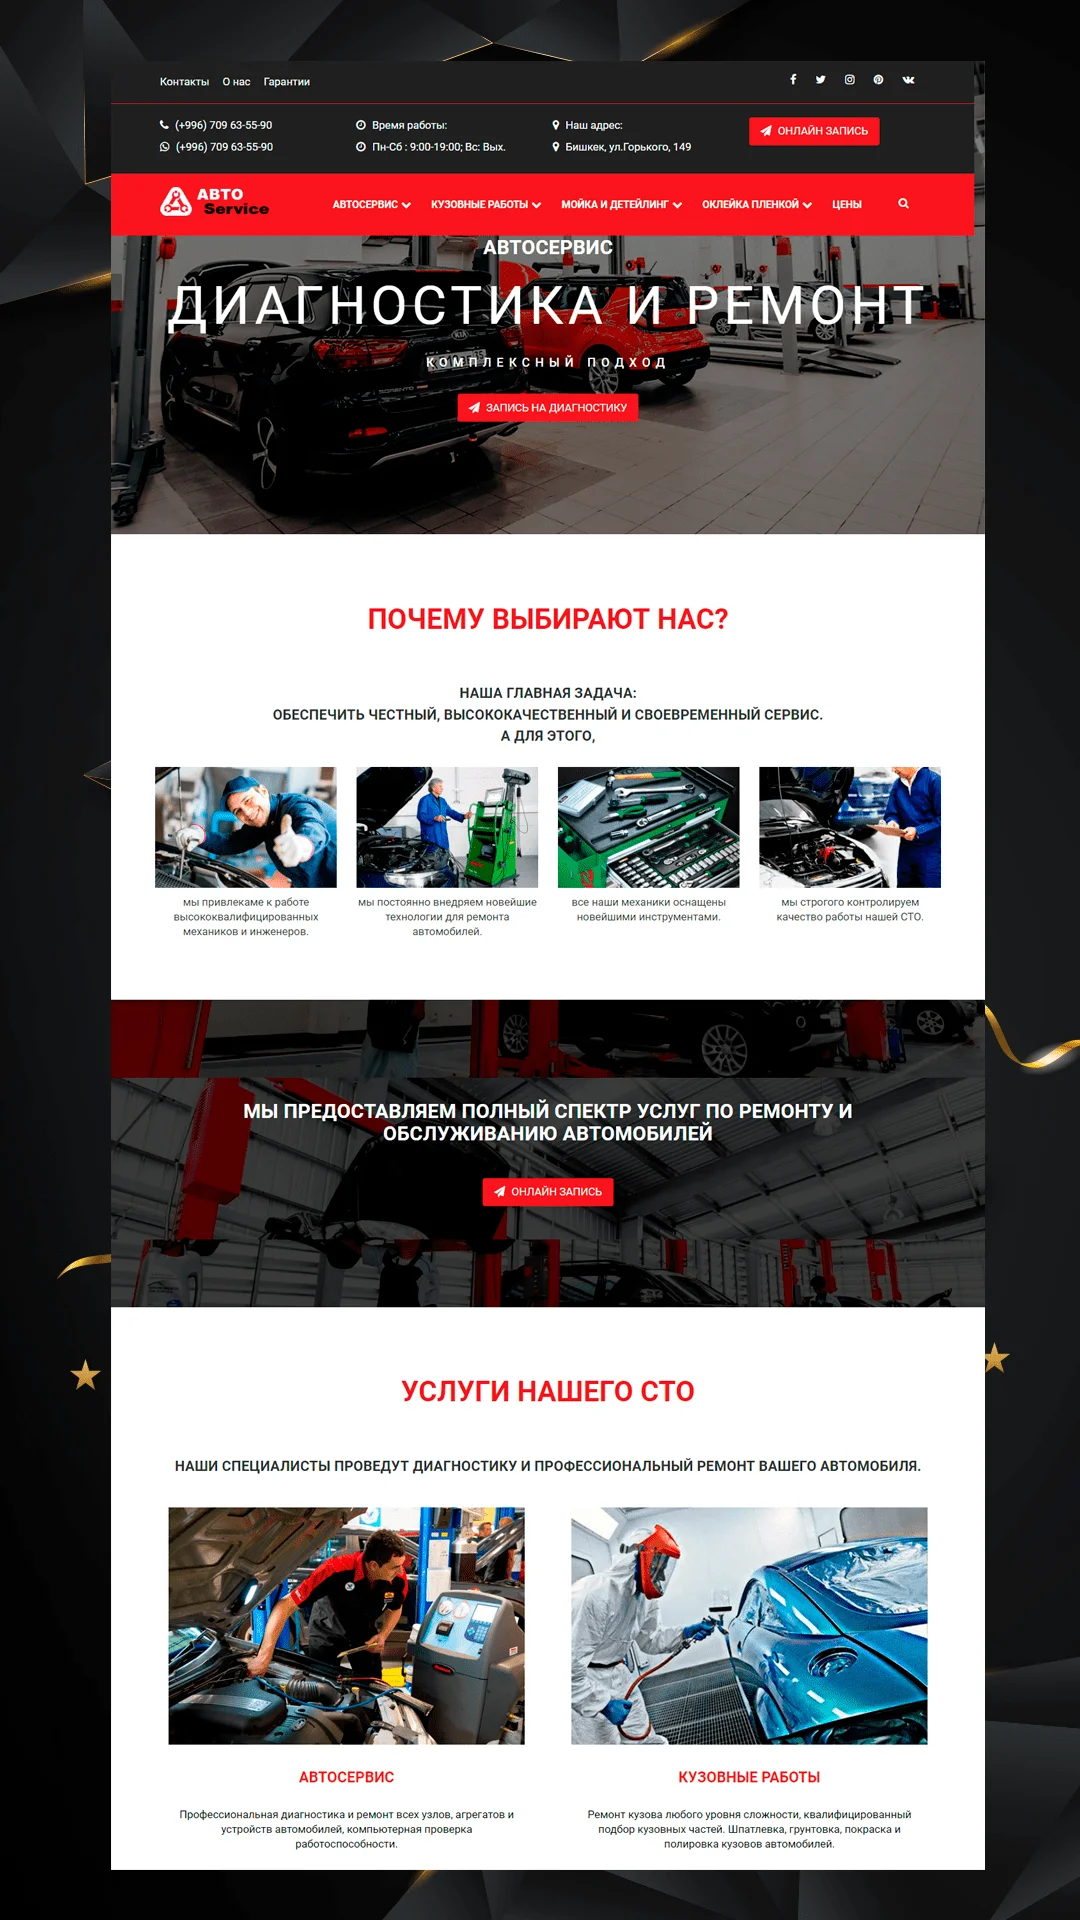 Контакты О нас Гарантии
(+996) 709 63-55-90 Время работы: Наш адрес: ОНЛАЙН ЗАПИСЬ
(+996) 709 63-55-90 Пн-Сб : 9:00-19:00; Вс: Вых. Бишкек, ул.Горького, 149
АВТО
Service
АВТОСЕРВИС КУЗОВНЫЕ РАБОТЫ МОЙКА И ДЕТЕЙЛИНГ ОКЛЕЙКА ПЛЕНКОЙ ЦЕНЫ
АВТОСЕРВИС
ДИАГНОСТИКА И РЕМОНТ
КОМПЛЕКСНЫЙ ПОДХОД
ЗАПИСЬ НА ДИАГНОСТИКУ
ПОЧЕМУ ВЫБИРАЮТ НАС?
НАША ГЛАВНАЯ ЗАДАЧА:
ОБЕСПЕЧИТЬ ЧЕСТНЫЙ, ВЫСОКОКАЧЕСТВЕННЫЙ И СВОЕВРЕМЕННЫЙ СЕРВИС.
А ДЛЯ ЭТОГО,
мы привлекаме к работе
высококвалифицированных
механиков и инженеров.
мы постоянно внедряем новейшие
технологии для ремонта
автомобилей.
все наши механики оснащены
новейшими инструментами.
мы строгого контролируем
качество работы нашей СТО.
МЫ ПРЕДОСТАВЛЯЕМ ПОЛНЫЙ СПЕКТР УСЛУГ ПО РЕМОНТУ И
ОБСЛУЖИВАНИЮ АВТОМОБИЛЕЙ
ОНЛАЙН ЗАПИСЬ
УСЛУГИ НАШЕГО СТО
НАШИ СПЕЦИАЛИСТЫ ПРОВЕДУТ ДИАГНОСТИКУ И ПРОФЕССИОНАЛЬНЫЙ РЕМОНТ ВАШЕГО АВТОМОБИЛЯ.
АВТОСЕРВИС
Профессиональная диагностика и ремонт всех узлов, агрегатов и
устройств автомобилей, компьютерная проверка
работоспособности.
КУЗОВНЫЕ РАБОТЫ
Ремонт кузова любого уровня сложности, квалифицированный
подбор кузовных частей. Шпатлевка, грунтовка, покраска и
полировка кузовов автомобилей.